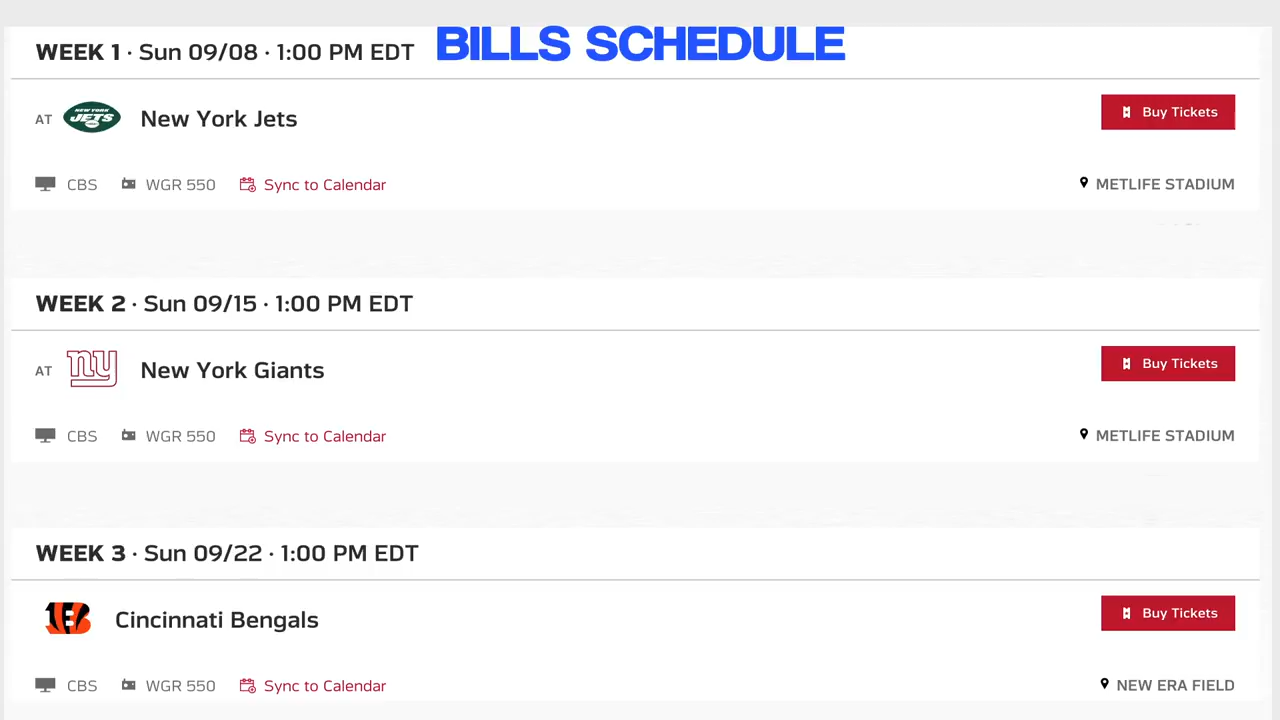 WEEK 1 · Sun 09/08 · 1:00 PM EDT BILLS SCHEDULE
AT NEW YORK JETS New York Jets Buy Tickets
CBS WGR 550 Sync to Calendar METLIFE STADIUM
WEEK 2 · Sun 09/15 · 1:00 PM EDT
AT ny New York Giants Buy Tickets
CBS WGR 550 Sync to Calendar METLIFE STADIUM
WEEK 3 · Sun 09/22 · 1:00 PM EDT
B Cincinnati Bengals Buy Tickets
CBS WGR 550 Sync to Calendar NEW ERA FIELD